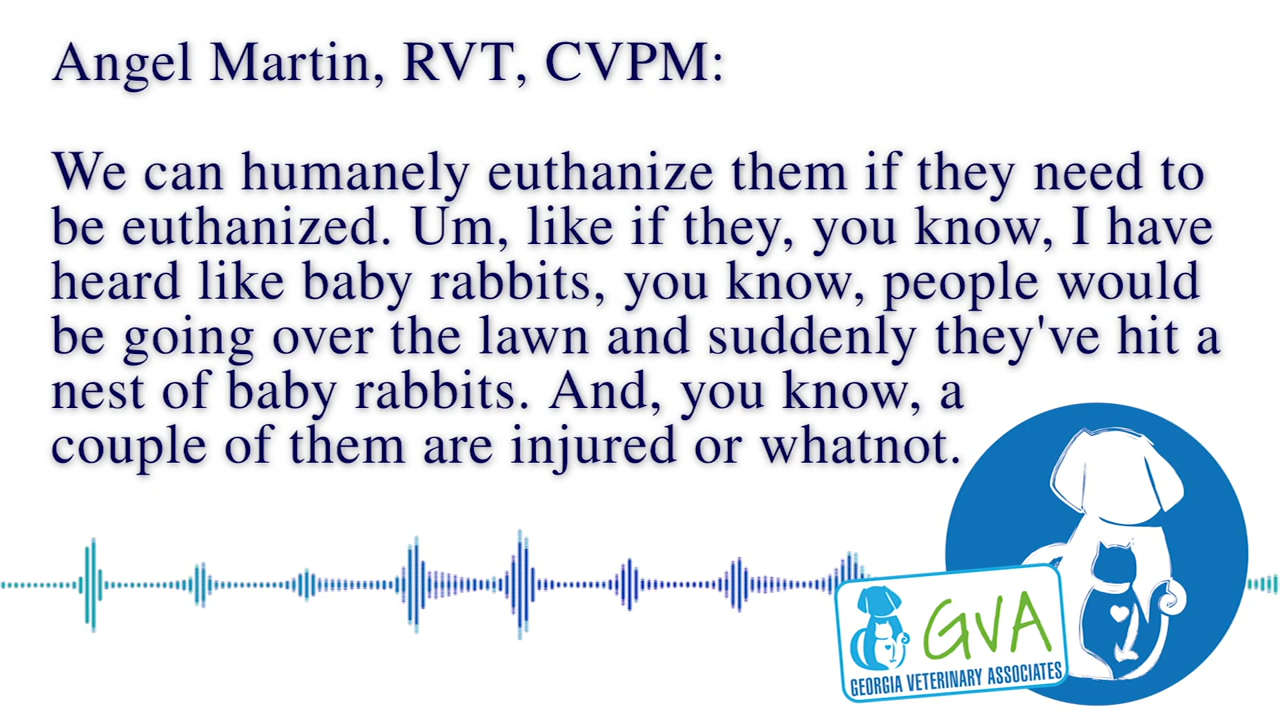 Angel Martin, RVT, CVPM:
We can humanely euthanize them if they need to
be euthanized. Um, like if they, you know, I have
heard like baby rabbits, you know, people would
be going over the lawn and suddenly they've hit a
nest of baby rabbits. And, you know, a
couple of them are injured or whatnot.
GVA
GEORGIA VETERINARY ASSOCIATES